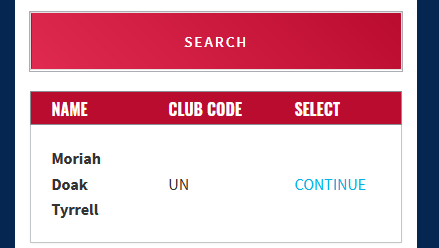 SEARCH
NAME CLUB CODE SELECT
Moriah
Doak UN CONTINUE
Tyrrell